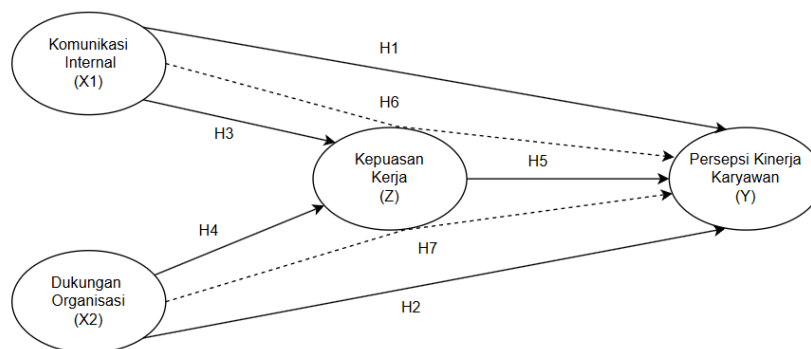 Komunikasi
Internal
(X1)
H1
H6
H3
Kepuasan
Kerja
(Z)
H5
Persepsi Kinerja
Karyawan
(Y)
H4
H7
Dukungan
Organisasi
(X2)
H2